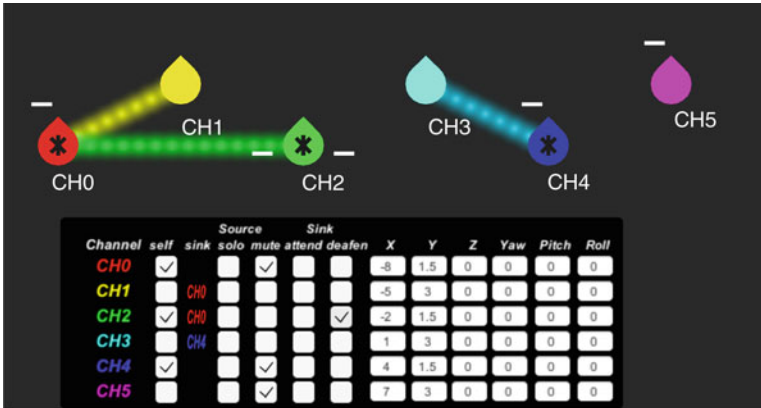 CH1
CH3
CH5
CH0
CH2
CH4
Source Sink
Channel self sink solo mute attend deafen X Y Z Yaw Pitch Roll
CH0 -8 1.5 0 0 0 0
CH1 CH0 -5 3 0 0 0 0
CH2 CH0 -2 1.5 0 0 0 0
CH3 CH4 1 3 0 0 0 0
CH4 4 1.5 0 0 0 0
CH5 7 3 0 0 0 0